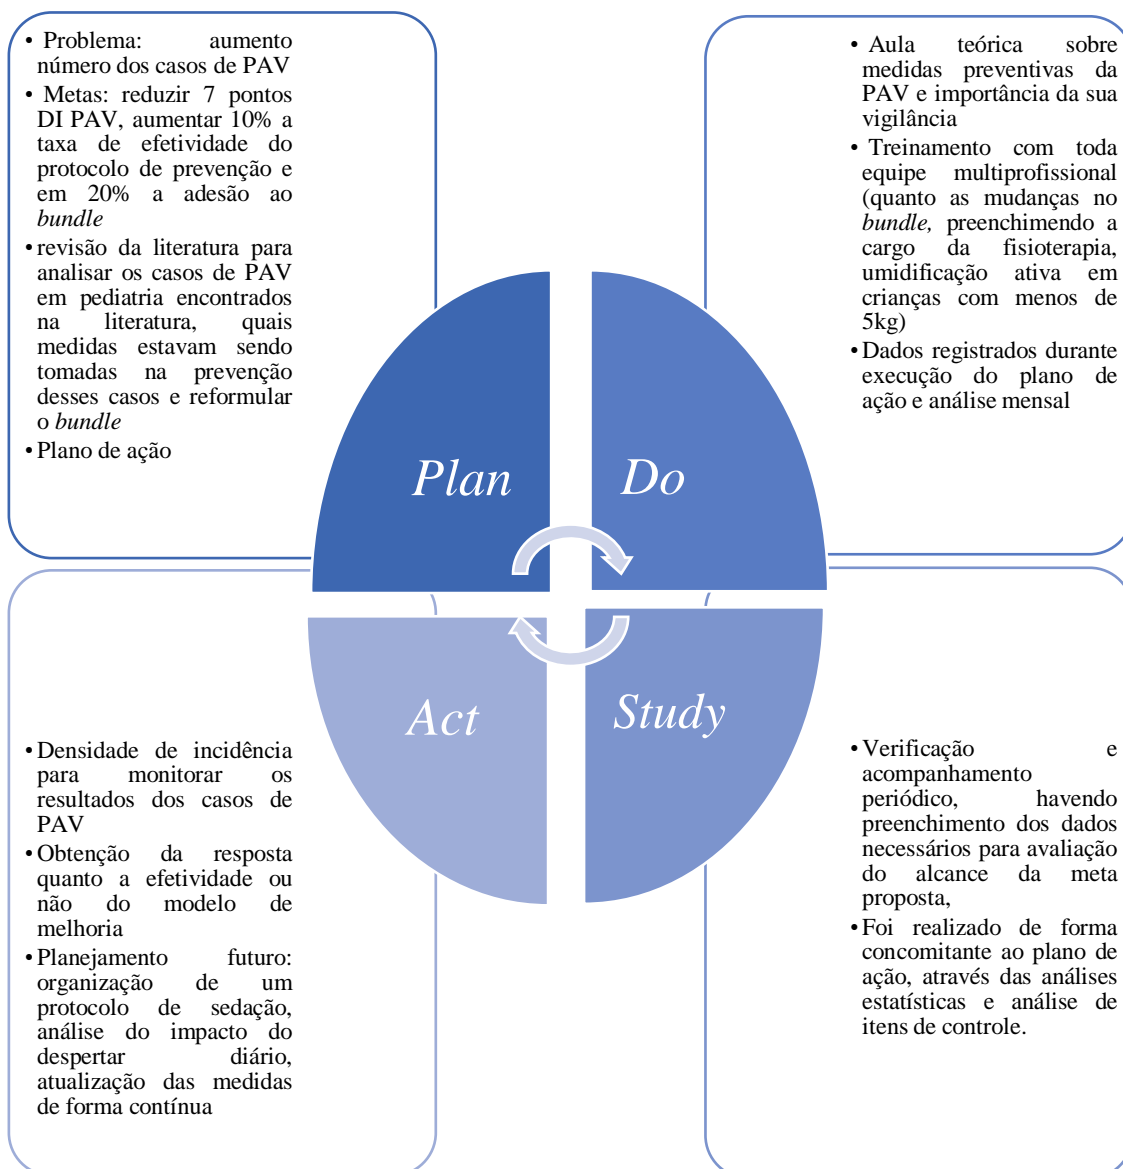 • Problema: aumento
número dos casos de PAV
• Metas: reduzir 7 pontos
DI PAV, aumentar 10% a
taxa de efetividade do
protocolo de prevenção e
em 20% a adesão ao
bundle
• revisão da literatura para
analisar os casos de PAV
em pediatria encontrados
na literatura, quais
medidas estavam sendo
tomadas na prevenção
desses casos e reformular
o bundle
• Plano de ação
• Aula teórica sobre
medidas preventivas da
PAV e importância da sua
vigilância
• Treinamento com toda
equipe multiprofissional
(quanto as mudanças no
bundle, preenchimendo a
cargo da fisioterapia,
umidificação ativa em
crianças com menos de
5kg)
• Dados registrados durante
execução do plano de
ação e análise mensal
Plan
Do
Act
Study
• Densidade de incidência
para monitorar os
resultados dos casos de
PAV
• Obtenção da resposta
quanto a efetividade ou
não do modelo de
melhoria
• Planejamento futuro:
organização de um
protocolo de sedação,
análise do impacto do
despertar diário,
atualização das medidas
de forma contínua
• Verificação e
acompanhamento
periódico, havendo
preenchimento dos dados
necessários para avaliação
do alcance da meta
proposta,
• Foi realizado de forma
concomitante ao plano de
ação, através das análises
estatísticas e análise de
itens de controle.